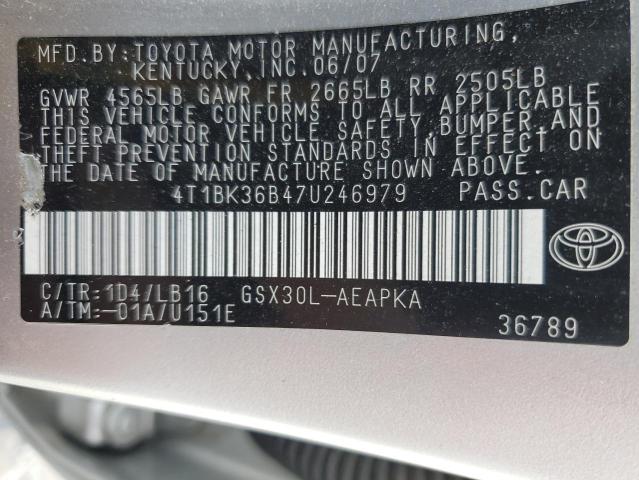 MFD.BY:TOYOTA MOTOR MANUFACTURING,
KENTUCKY,INC.06/07
GVWR 4565LB GAWR FR 2665LB RR 2505LB
THIS VEHICLE CONFORMS TO ALL APPLICABLE
FEDERAL MOTOR VEHICLE SAFETY,BUMPER,AND
THEFT PREVENTION STANDARDS IN EFFECT ON
THE DATE OF MANUFACTURE SHOWN ABOVE.
4T1BK36B47U246979 PASS.CAR
C/TR:1D4/LB16 GSX30L-AEAPKA
A/TM:-01A/U151E 36789